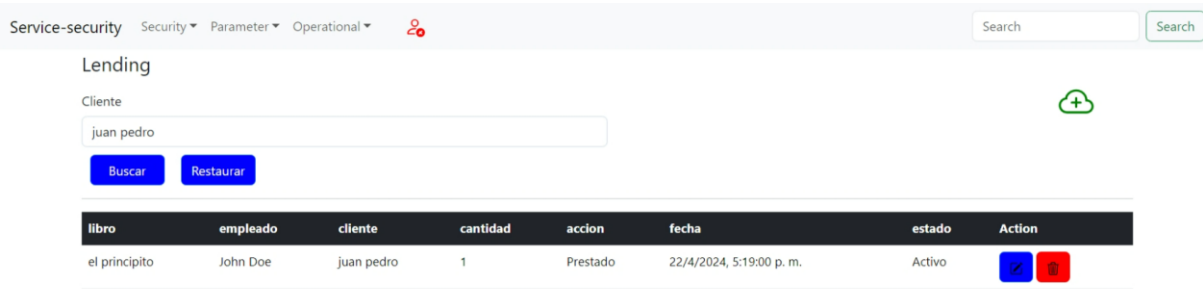 Service-security Security Parameter Operational Search Search
Lending
Cliente
juan pedro
Buscar Restaurar
libro empleado cliente cantidad accion fecha estado Action
el principito John Doe juan pedro 1 Prestado 22/4/2024, 5:19:00 p. m. Activo